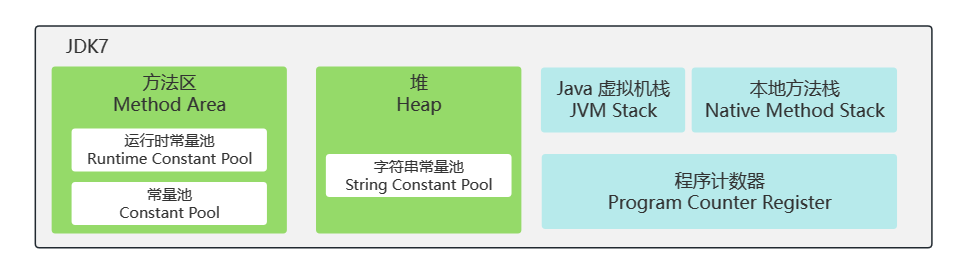 JDK7
方法区
Method Area
运行时常量池
Runtime Constant Pool
常量池
Constant Pool
堆
Heap
字符串常量池
String Constant Pool
Java 虚拟机栈
JVM Stack
本地方法栈
Native Method Stack
程序计数器
Program Counter Register